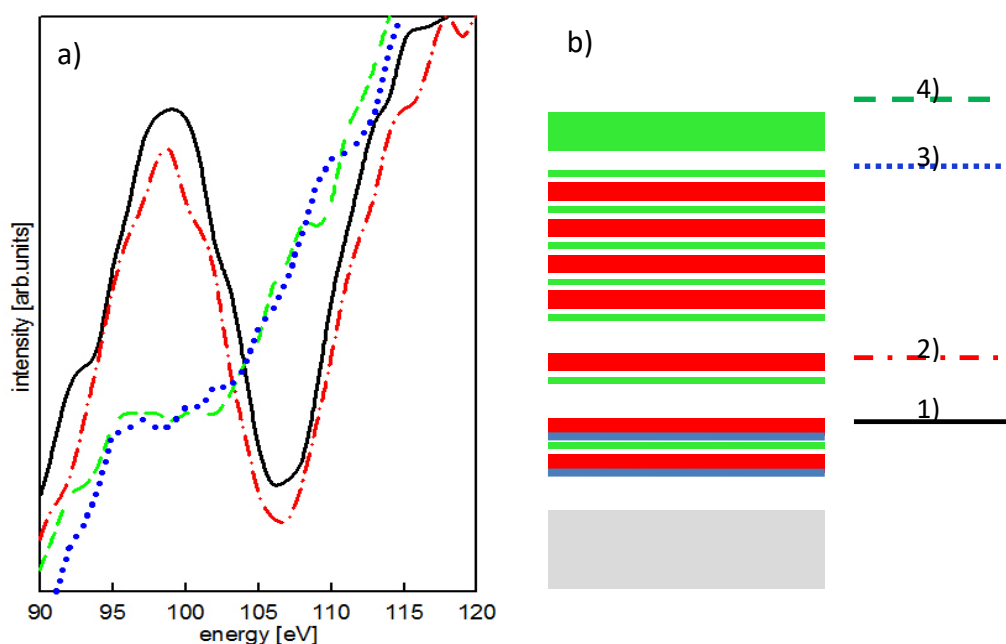 a)
intensity [arb.units]
90 95 100 105 110 115 120
energy [eV]
b)
4)
3)
2)
1)